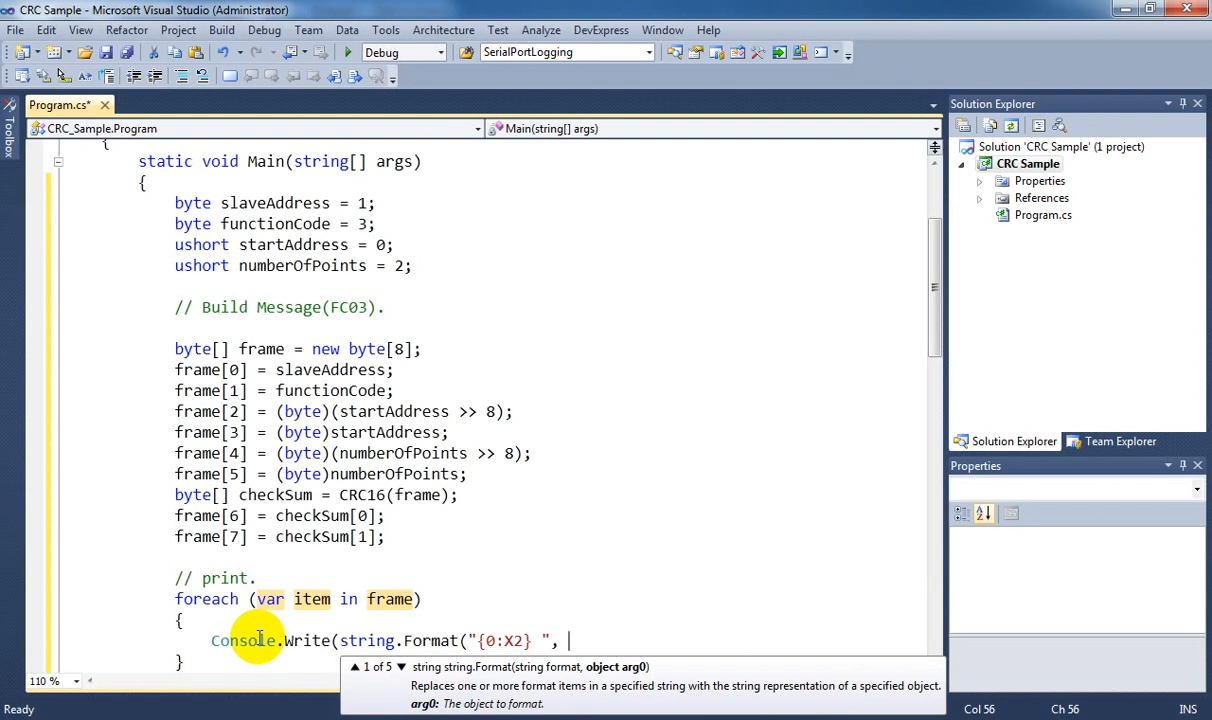 CRC Sample - Microsoft Visual Studio (Administrator)
File Edit View Refactor Project Build Debug Team Data Tools Architecture Test Analyze DevExpress Window Help
Debug SerialPortLogging
Program.cs* Solution Explorer
CRC_Sample.Program Main(string[] args)
Toolbox
{
static void Main(string[] args)
{
byte slaveAddress = 1;
byte functionCode = 3;
ushort startAddress = 0;
ushort numberOfPoints = 2;
// Build Message(FC03).
byte[] frame = new byte[8];
frame[0] = slaveAddress;
frame[1] = functionCode;
frame[2] = (byte)(startAddress >> 8);
frame[3] = (byte)startAddress;
frame[4] = (byte)(numberOfPoints >> 8);
frame[5] = (byte)numberOfPoints;
byte[] checkSum = CRC16(frame);
frame[6] = checkSum[0];
frame[7] = checkSum[1];
// print.
foreach (var item in frame)
{
Console.Write(string.Format("{0:X2} ",
}
1 of 5 string string.Format(string format, object arg0)
Replaces one or more format items in a specified string with the string representation of a specified object.
arg0: The object to format.
110 %
Solution 'CRC Sample' (1 project)
CRC Sample
Properties
References
Program.cs
Solution Explorer Team Explorer
Properties
Ready Col 56 Ch 56 INS